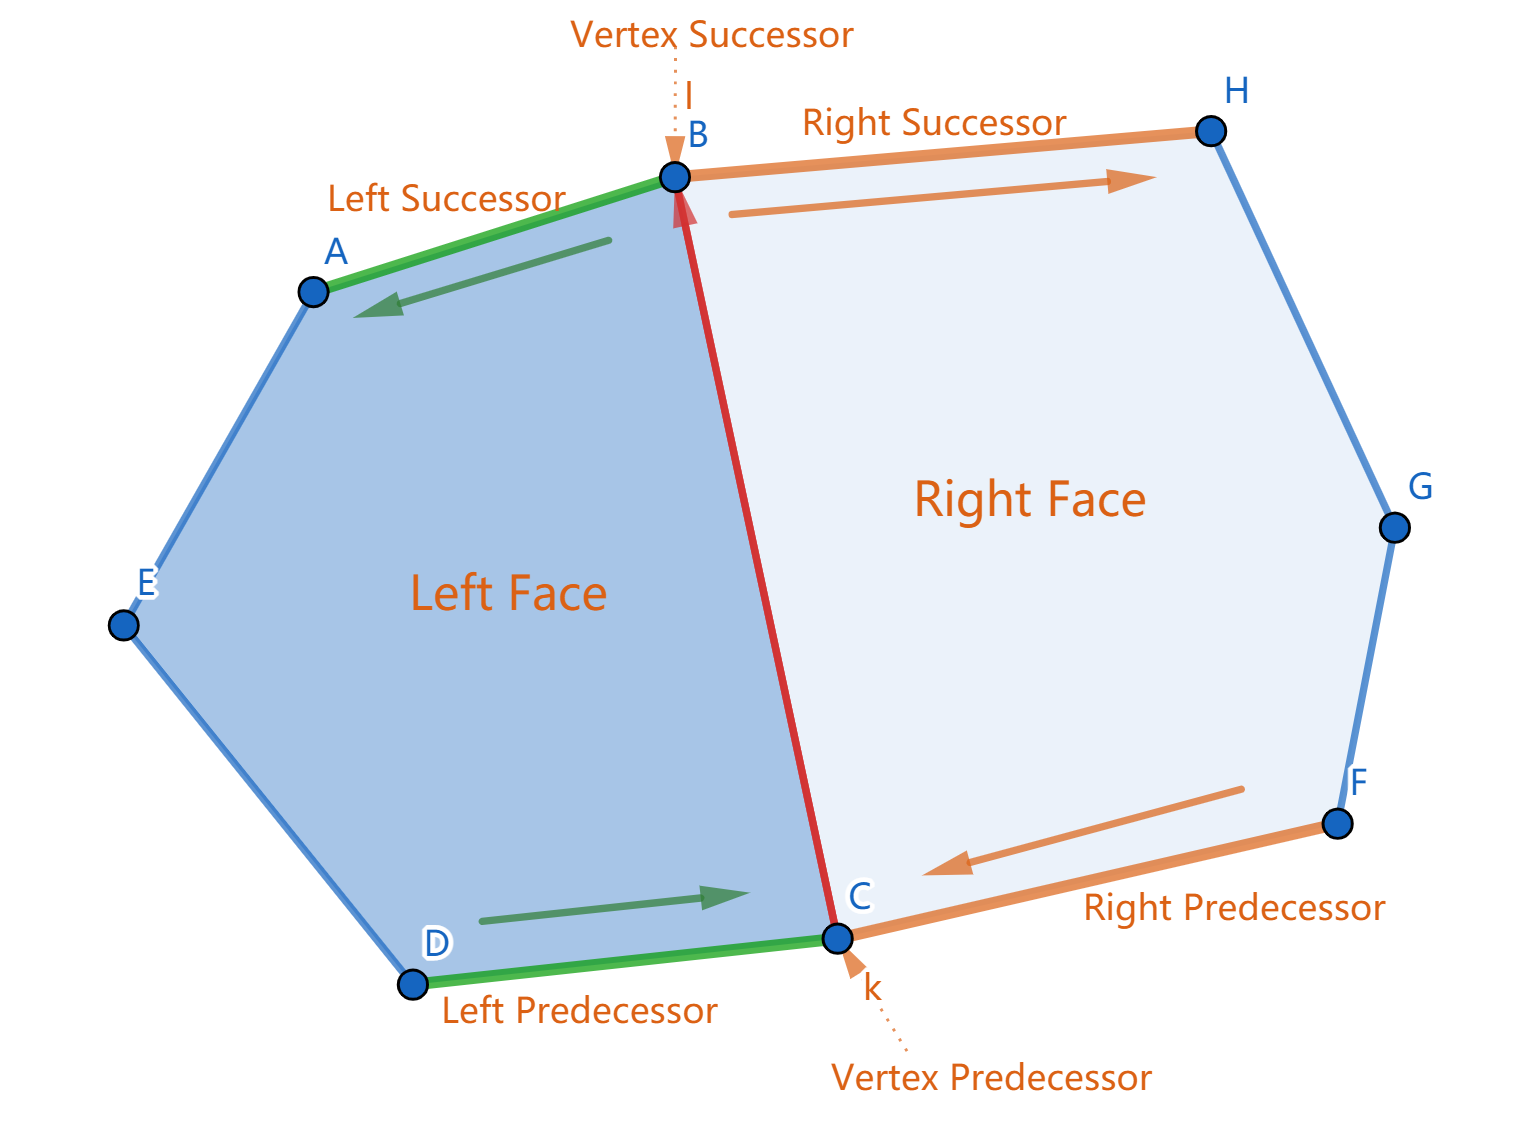 Vertex Successor
l
B
H
Right Successor
Left Successor
A
Right Face
G
E
Left Face
F
C
Right Predecessor
D
k
Left Predecessor
Vertex Predecessor